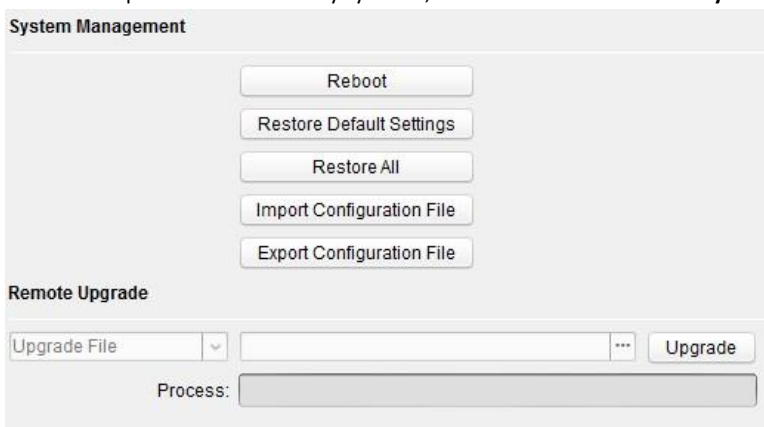 System Management
Reboot
Restore Default Settings
Restore All
Import Configuration File
Export Configuration File
Remote Upgrade
Upgrade File ... Upgrade
Process: